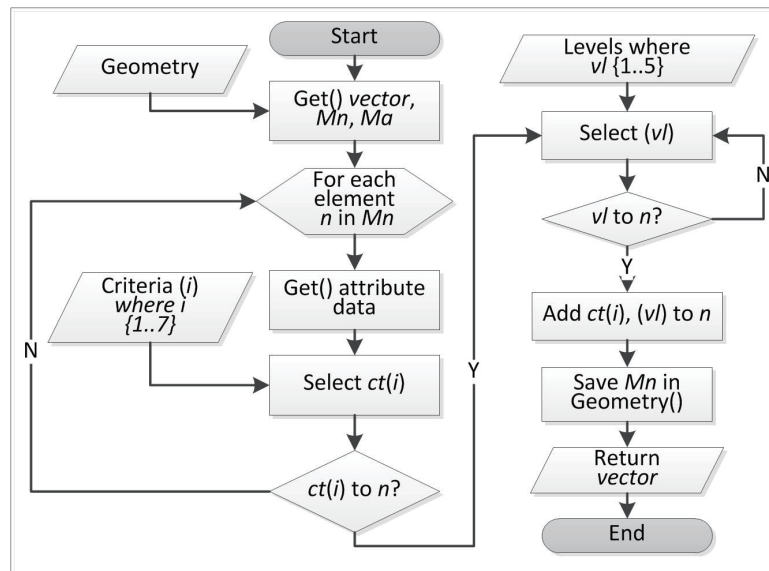 Start
Geometry
Get() vector,
Mn, Ma
For each
element
n in Mn
Get() attribute
data
Criteria (i)
where i
{1..7}
N
Select ct(i)
ct(i) to n?
Y
Levels where
vl {1..5}
Select (vl)
N
vl to n?
Y
Add ct(i), (vl) to n
Save Mn in
Geometry()
Return
vector
End